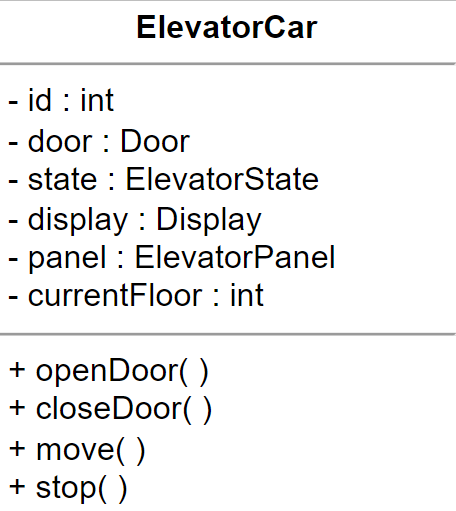 ElevatorCar
- id : int
- door : Door
- state : ElevatorState
- display : Display
- panel : ElevatorPanel
- currentFloor : int
+ openDoor( )
+ closeDoor( )
+ move( )
+ stop( )